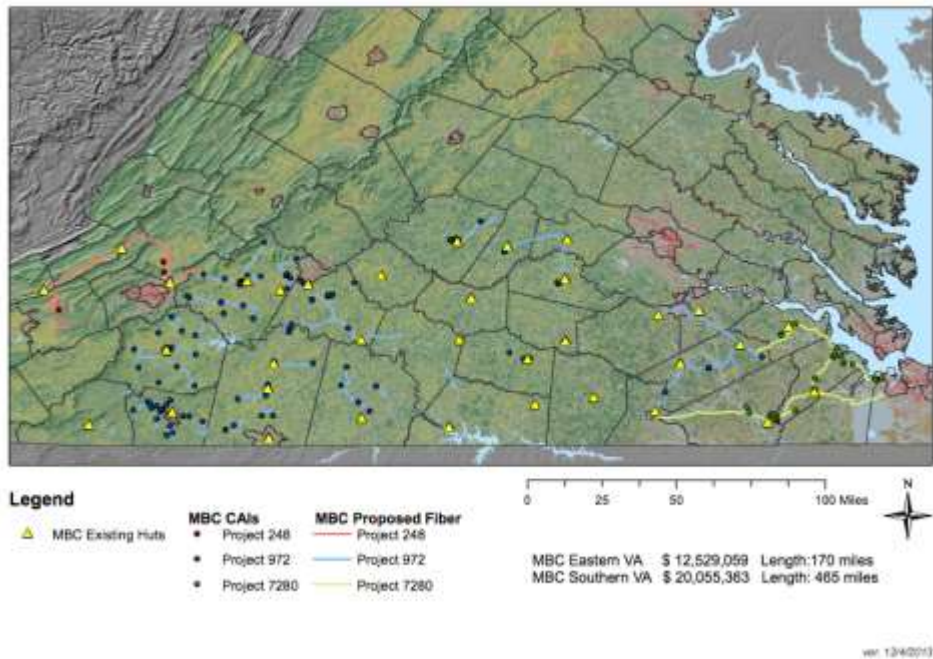 N
0 25 50 100 Miles
Legend
MBC Existing Huts
MBC CAIs
Project 248
Project 972
Project 7280
MBC Proposed Fiber
Project 248
Project 972
Project 7280
MBC Eastern VA $ 12,529,059 Length:170 miles
MBC Southern VA $ 20,055,363 Length: 465 miles
ver: 12/4/2013